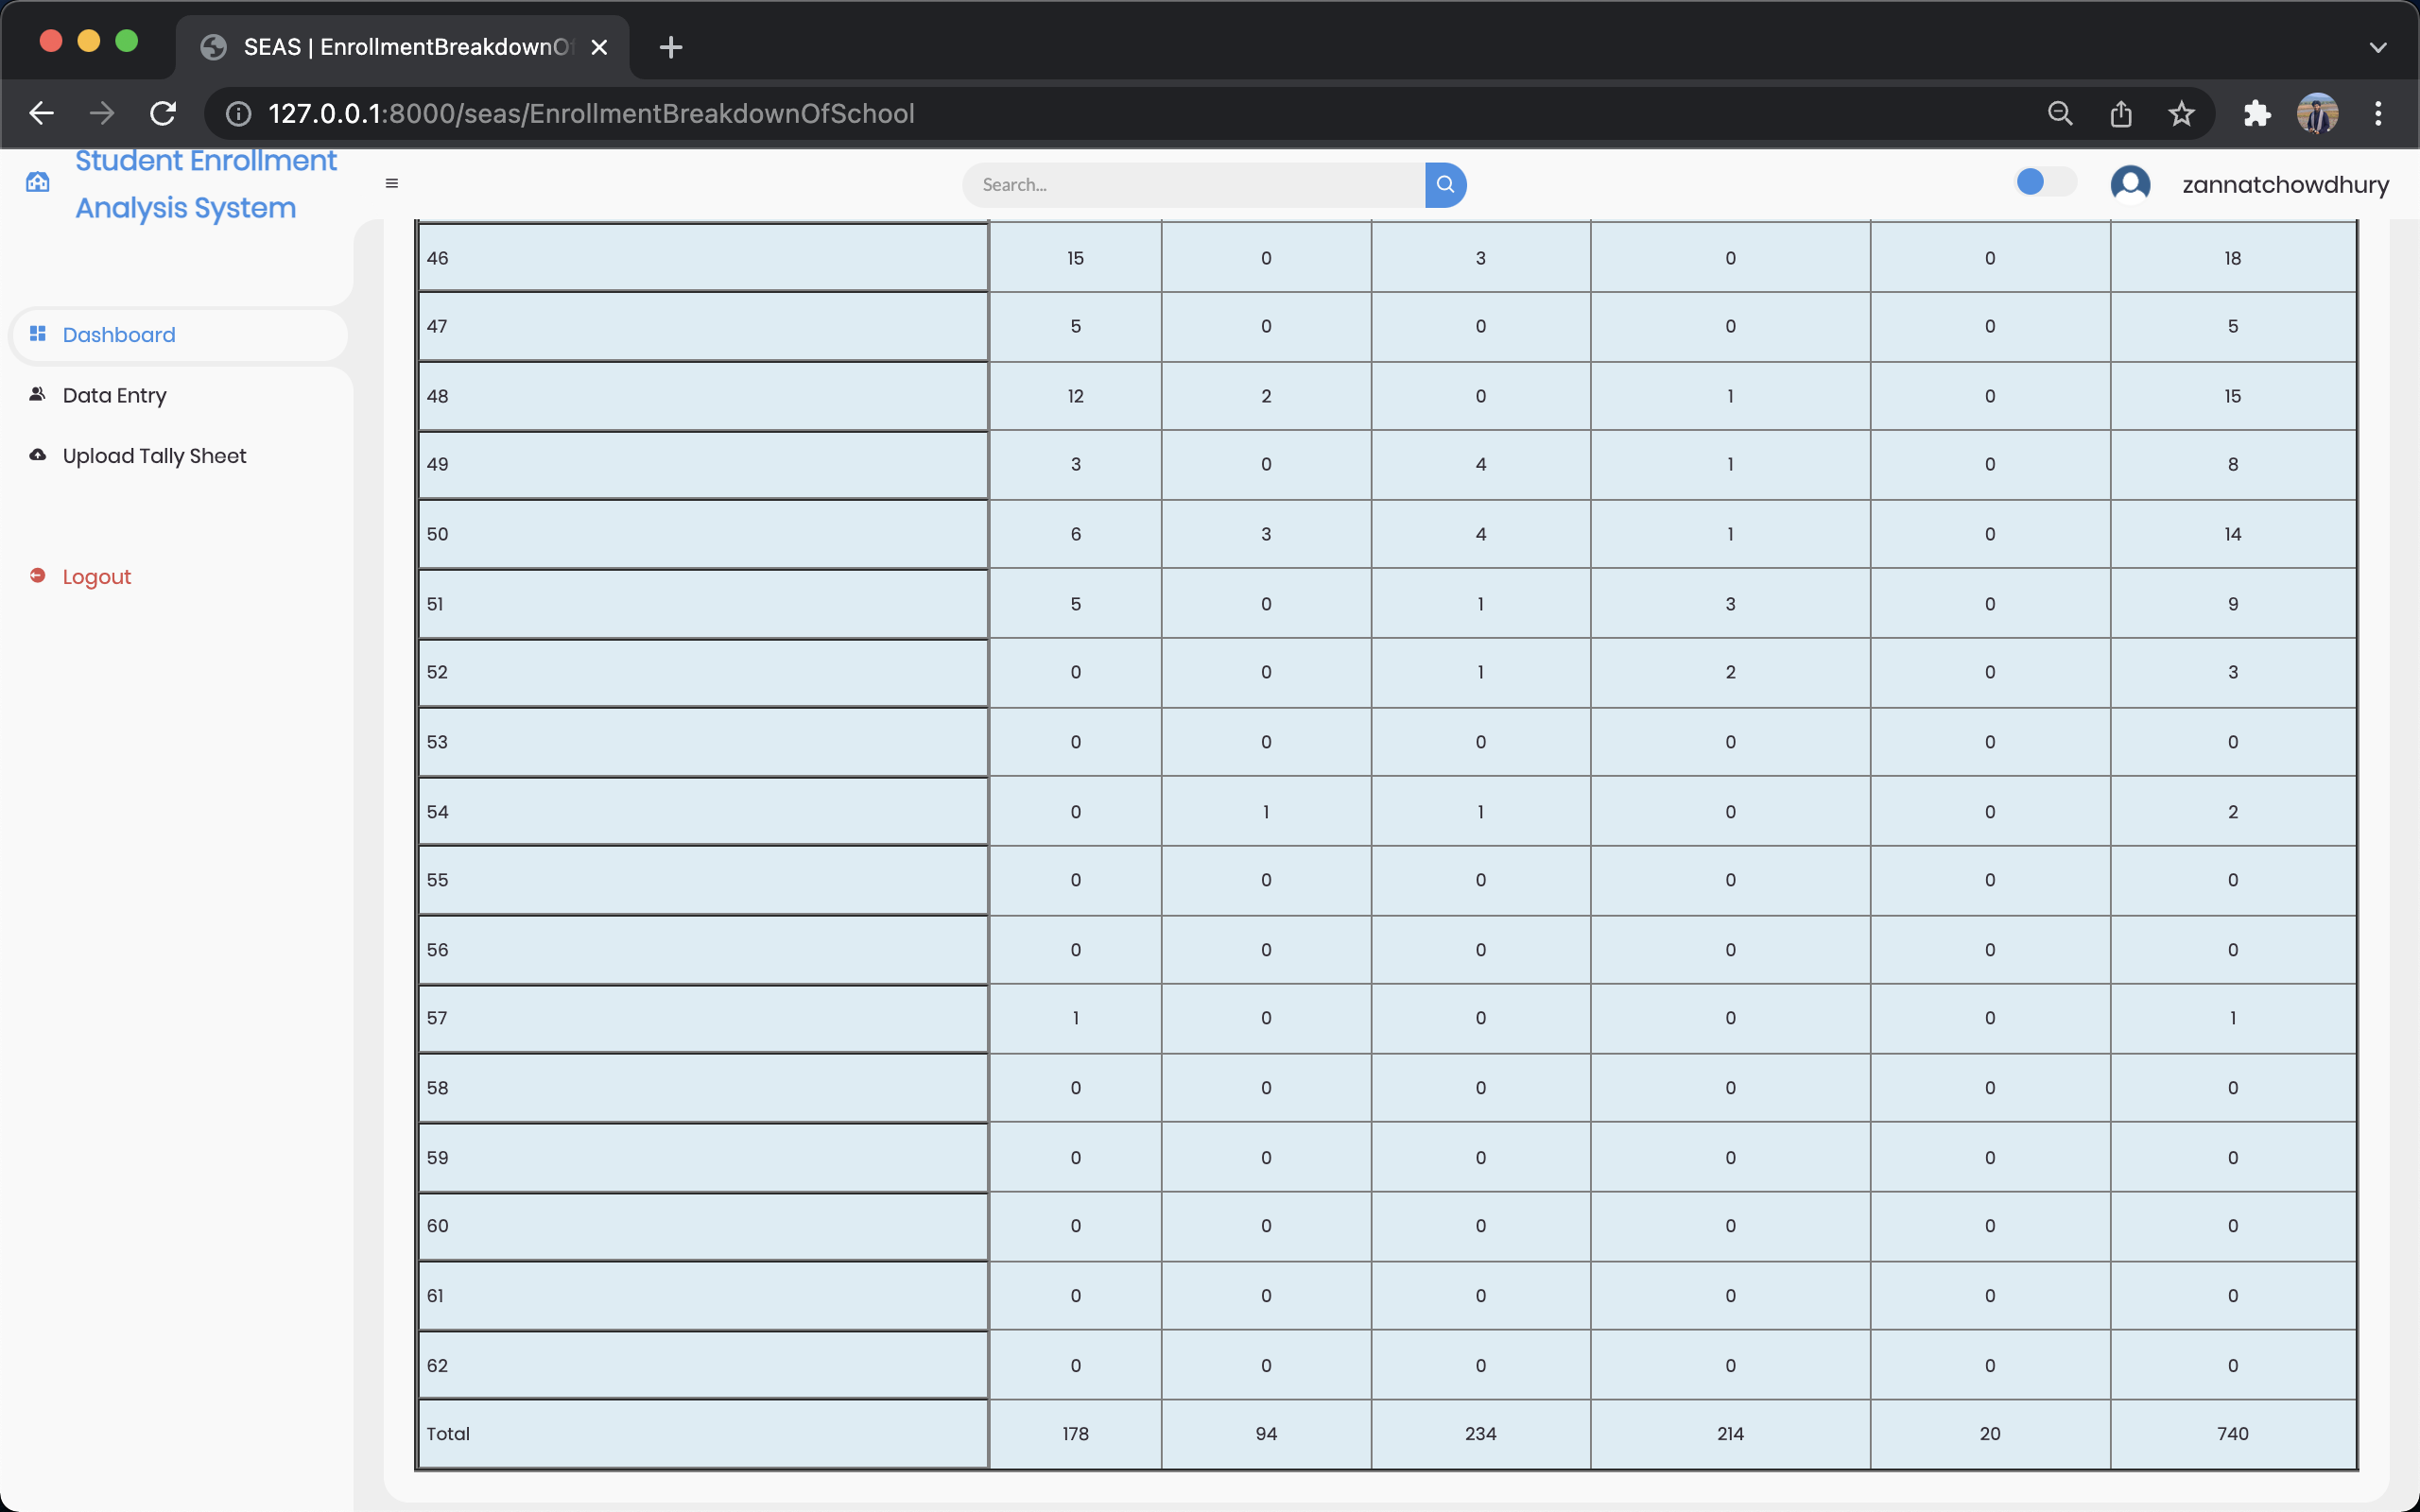 SEAS | EnrollmentBreakdownO
127.0.0.1:8000/seas/EnrollmentBreakdownOfSchool
Student Enrollment
Analysis System
Search...
zannatchowdhury
Dashboard
Data Entry
Upload Tally Sheet
Logout
46 15 0 3 0 0 18
47 5 0 0 0 0 5
48 12 2 0 1 0 15
49 3 0 4 1 0 8
50 6 3 4 1 0 14
51 5 0 1 3 0 9
52 0 0 1 2 0 3
53 0 0 0 0 0 0
54 0 1 1 0 0 2
55 0 0 0 0 0 0
56 0 0 0 0 0 0
57 1 0 0 0 0 1
58 0 0 0 0 0 0
59 0 0 0 0 0 0
60 0 0 0 0 0 0
61 0 0 0 0 0 0
62 0 0 0 0 0 0
Total 178 94 234 214 20 740